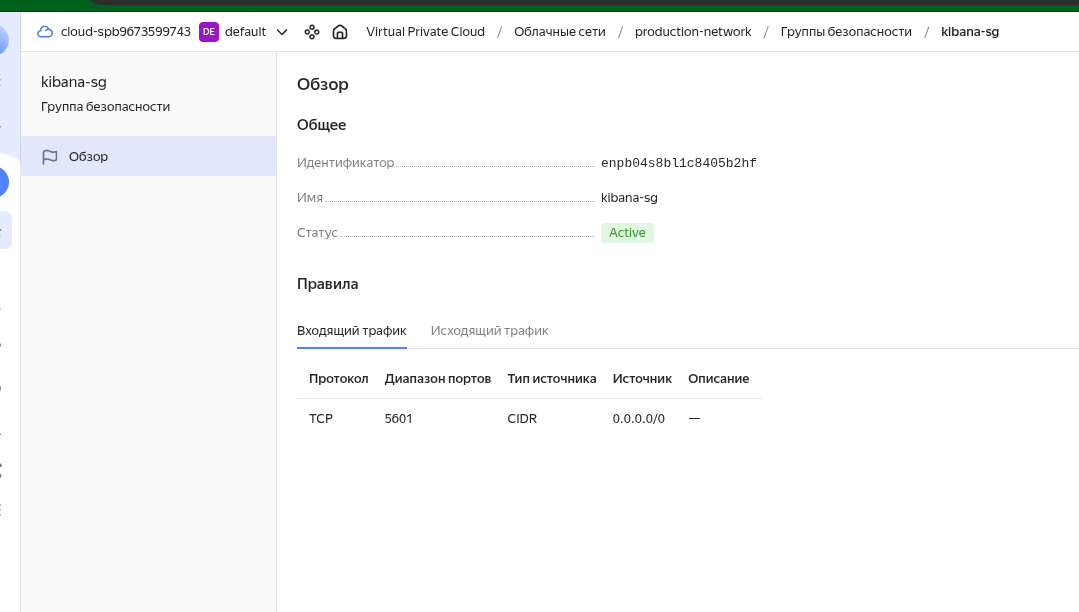 cloud-spb9673599743 DE default Virtual Private Cloud / Облачные сети / production-network / Группы безопасности / kibana-sg
kibana-sg
Группа безопасности
Обзор
Обзор
Общее
Идентификатор enpb04s8bl1c8405b2hf
Имя kibana-sg
Статус Active
Правила
Входящий трафик Исходящий трафик
Протокол Диапазон портов Тип источника Источник Описание
TCP 5601 CIDR 0.0.0.0/0 —